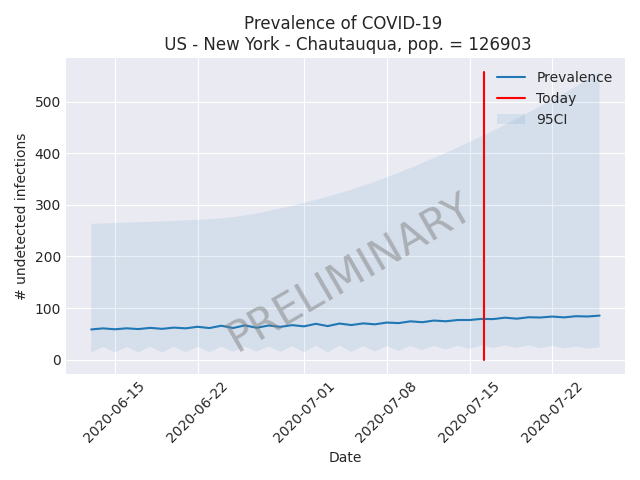 Prevalence of COVID-19
US - New York - Chautauqua, pop. = 126903
Prevalence
Today
95CI
500
400
300
200
100
0
# undetected infections
PRELIMINARY
2020-06-15
2020-06-22
2020-07-01
2020-07-08
2020-07-15
2020-07-22
Date